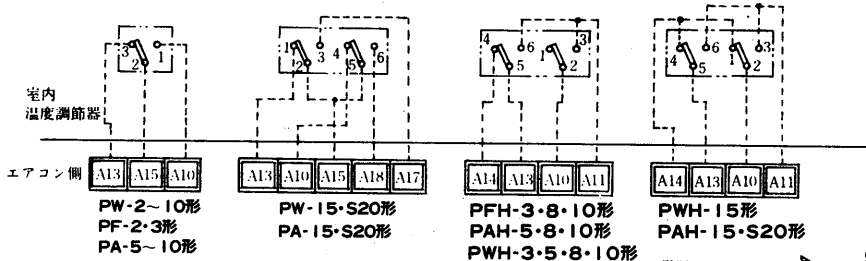 3 1
2
1 3 4 6
2 5
4 6 1 3
5 2
4 6 1 3
5 2
室内
温度調節器
エアコン側
A13 A15 A10
A13 A10 A15 A18 A17
A14 A13 A10 A11
A14 A13 A10 A11
PW-2~10形
PF-2・3形
PA-5~10形
PW-15・S20形
PA-15・S20形
PFH-3・8・10形
PAH-5・8・10形
PWH-3・5・8・10形
PWH-15形
PAH-15・S20形